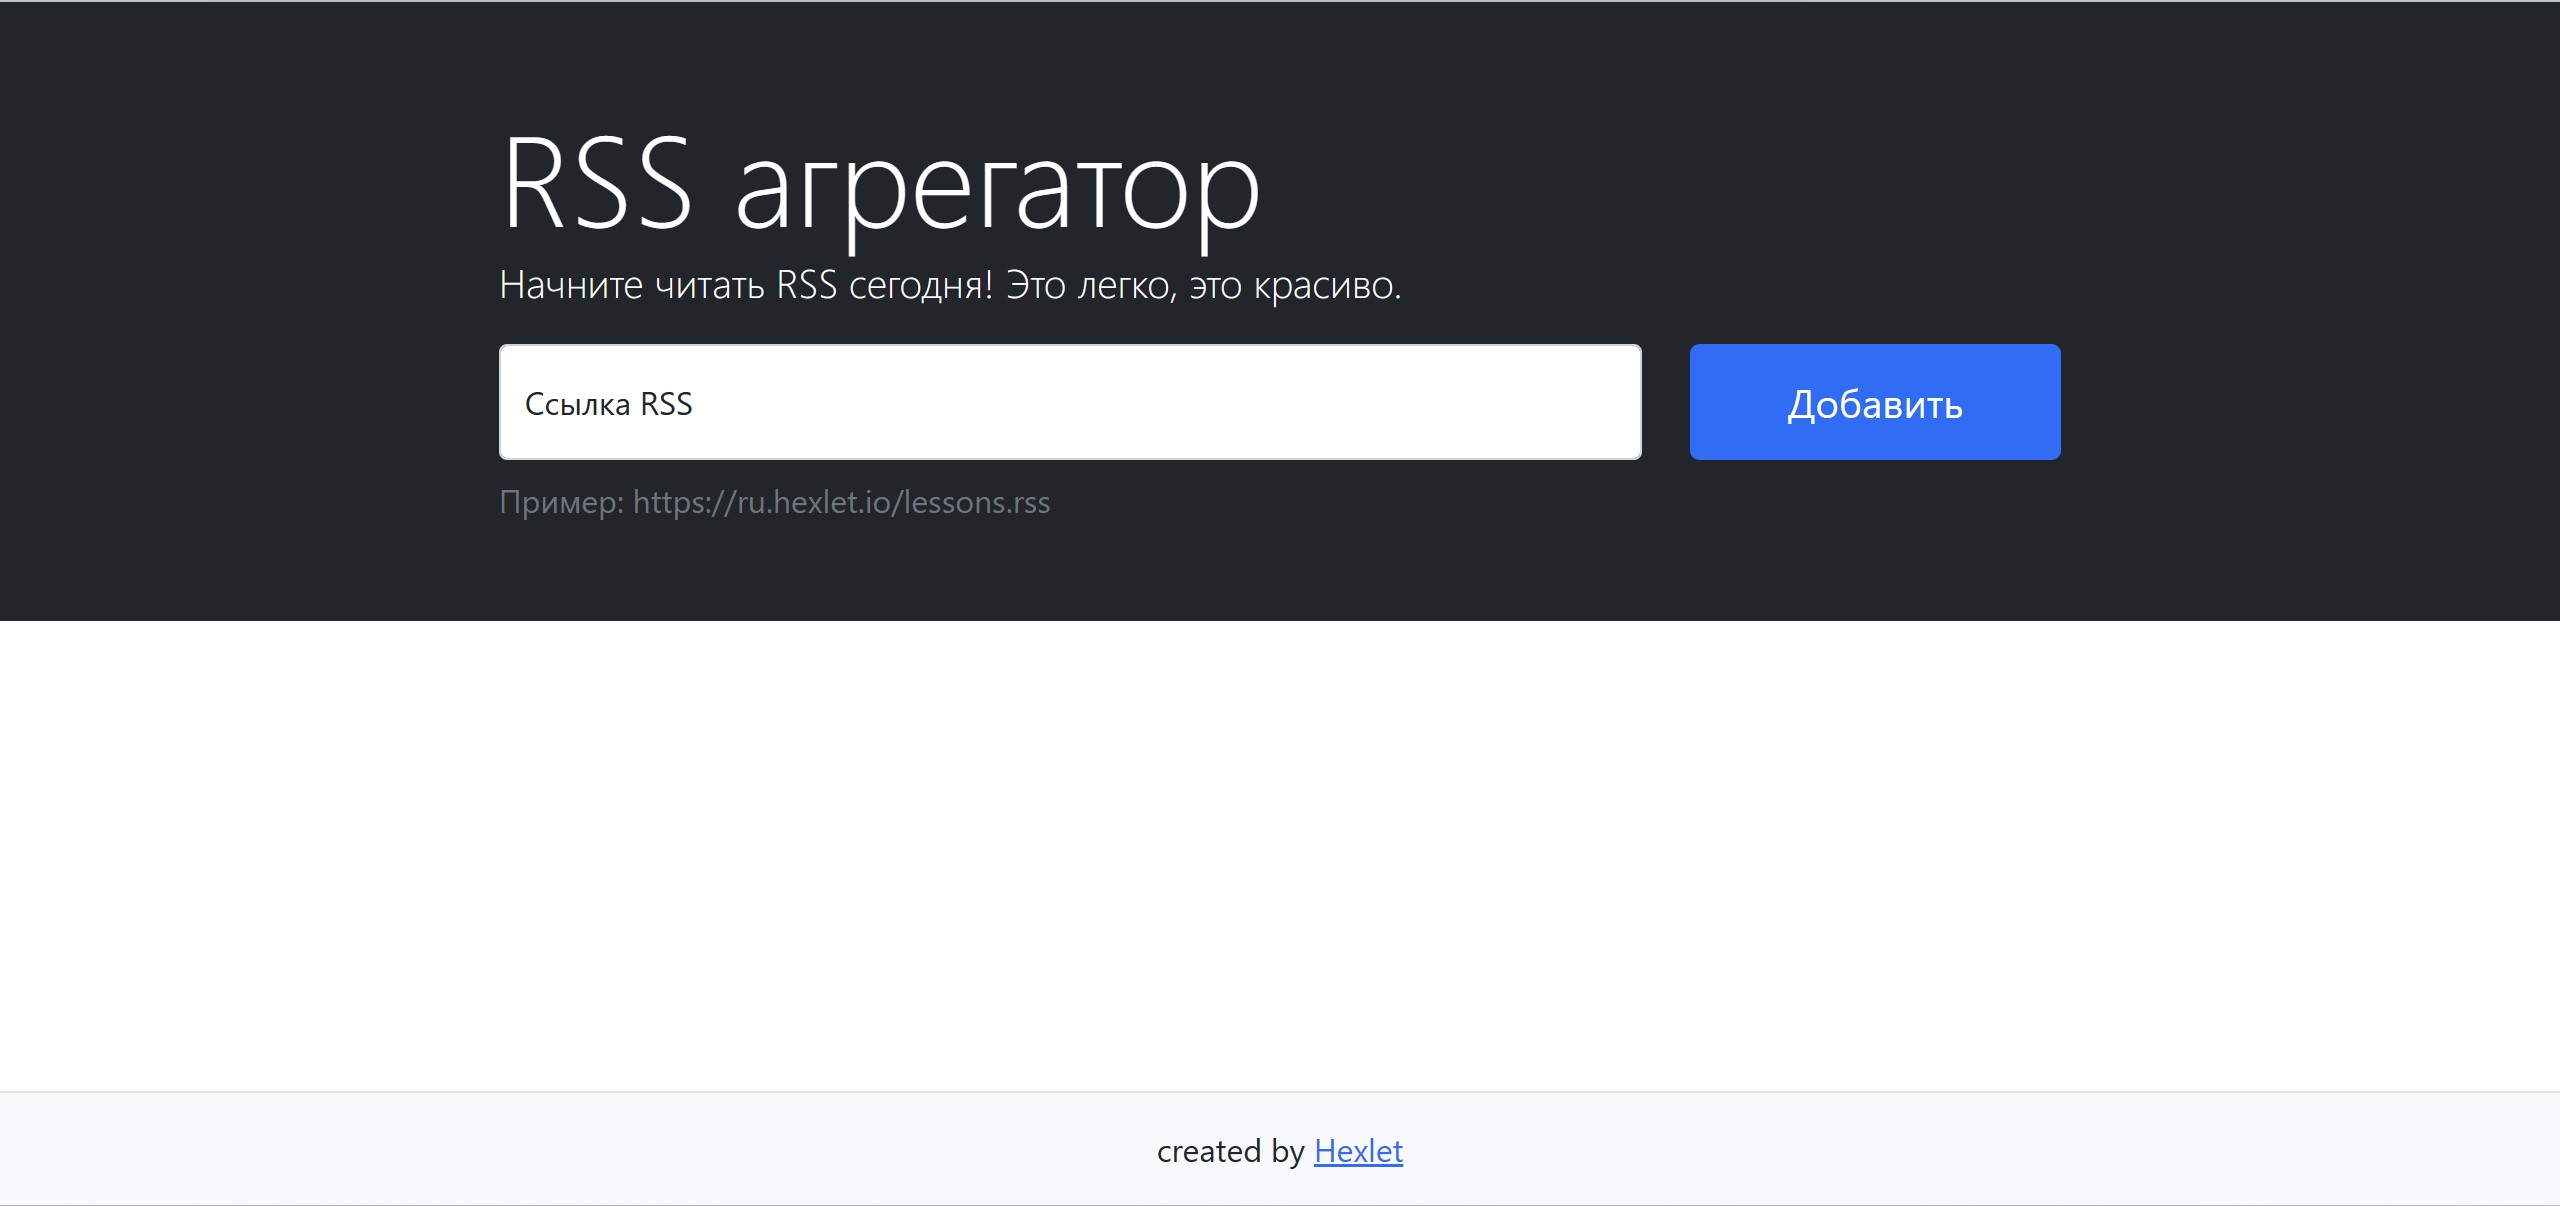 RSS агрегатор
Начните читать RSS сегодня! Это легко, это красиво.
Ссылка RSS
Добавить
Пример: https://ru.hexlet.io/lessons.rss
created by Hexlet